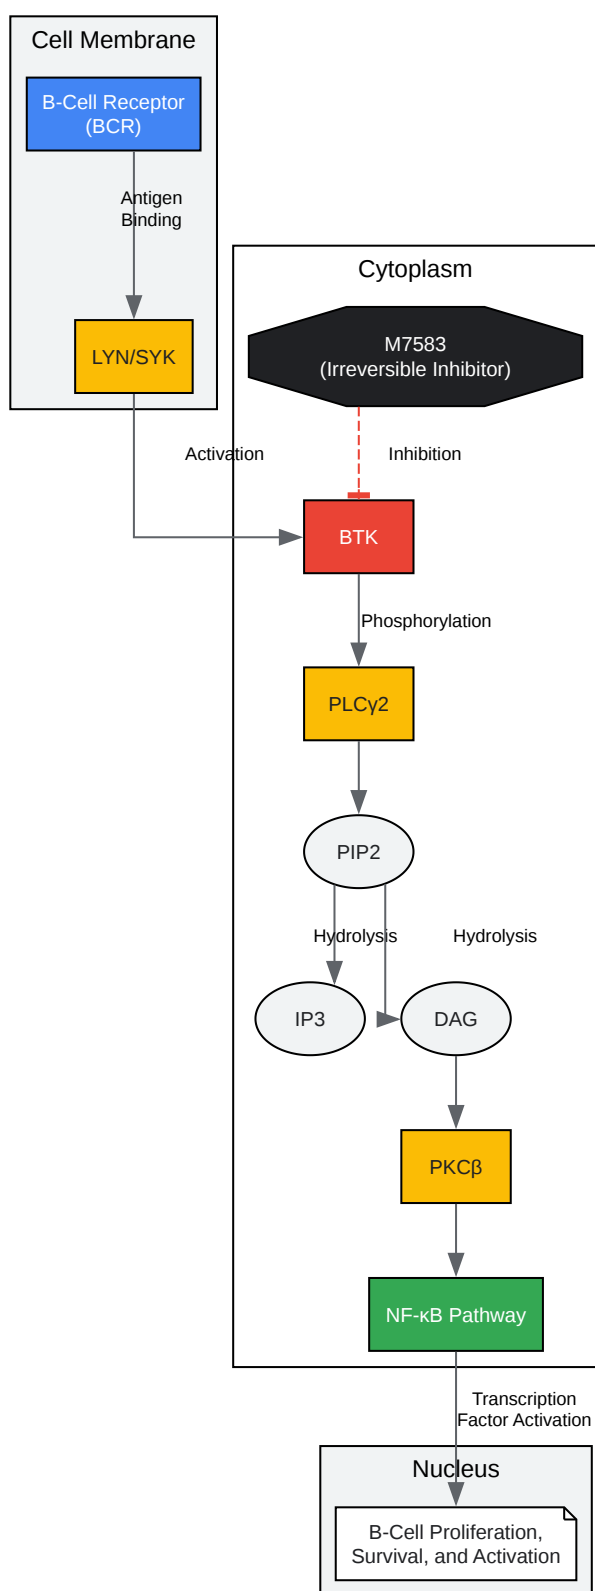 Cell Membrane
B-Cell Receptor
(BCR)
Antigen
Binding
LYN/SYK
Cytoplasm
M7583
(Irreversible Inhibitor)
Activation
Inhibition
BTK
Phosphorylation
PLCγ2
PIP2
Hydrolysis
Hydrolysis
IP3
DAG
PKCβ
NF-κB Pathway
Transcription
Factor Activation
Nucleus
B-Cell Proliferation,
Survival, and Activation